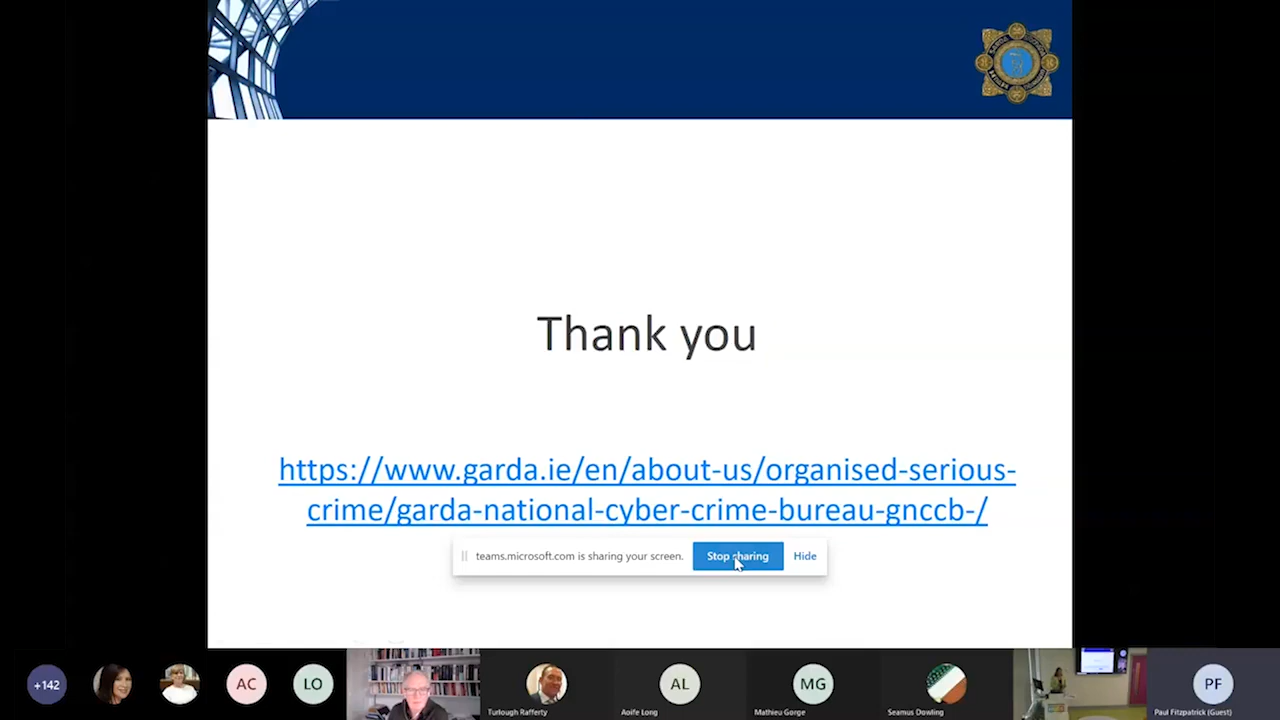 Thank you
https://www.garda.ie/en/about-us/organised-serious-
crime/garda-national-cyber-crime-bureau-gnccb-/
teams.microsoft.com is sharing your screen.
Stop sharing
Hide
+142
AC
LO
Turlough Rafferty
AL
Aoife Long
MG
Mathieu Gorge
Seamus Dowling
PF
Paul Fitzpatrick (Guest)